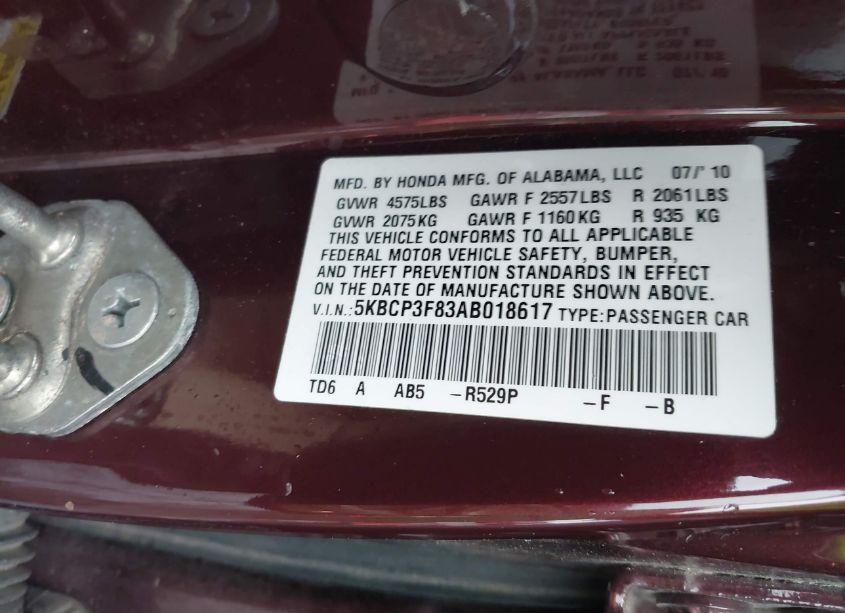 MFD. BY HONDA MFG. OF ALABAMA, LLC 07/'10
GVWR 4575LBS GAWR F 2557LBS R 2061LBS
GVWR 2075KG GAWR F 1160KG R 935 KG
THIS VEHICLE CONFORMS TO ALL APPLICABLE
FEDERAL MOTOR VEHICLE SAFETY, BUMPER,
AND THEFT PREVENTION STANDARDS IN EFFECT
ON THE DATE OF MANUFACTURE SHOWN ABOVE.
V.I.N.:5KBCP3F83AB018617 TYPE:PASSENGER CAR
TD6 A AB5 -R529P -F -B